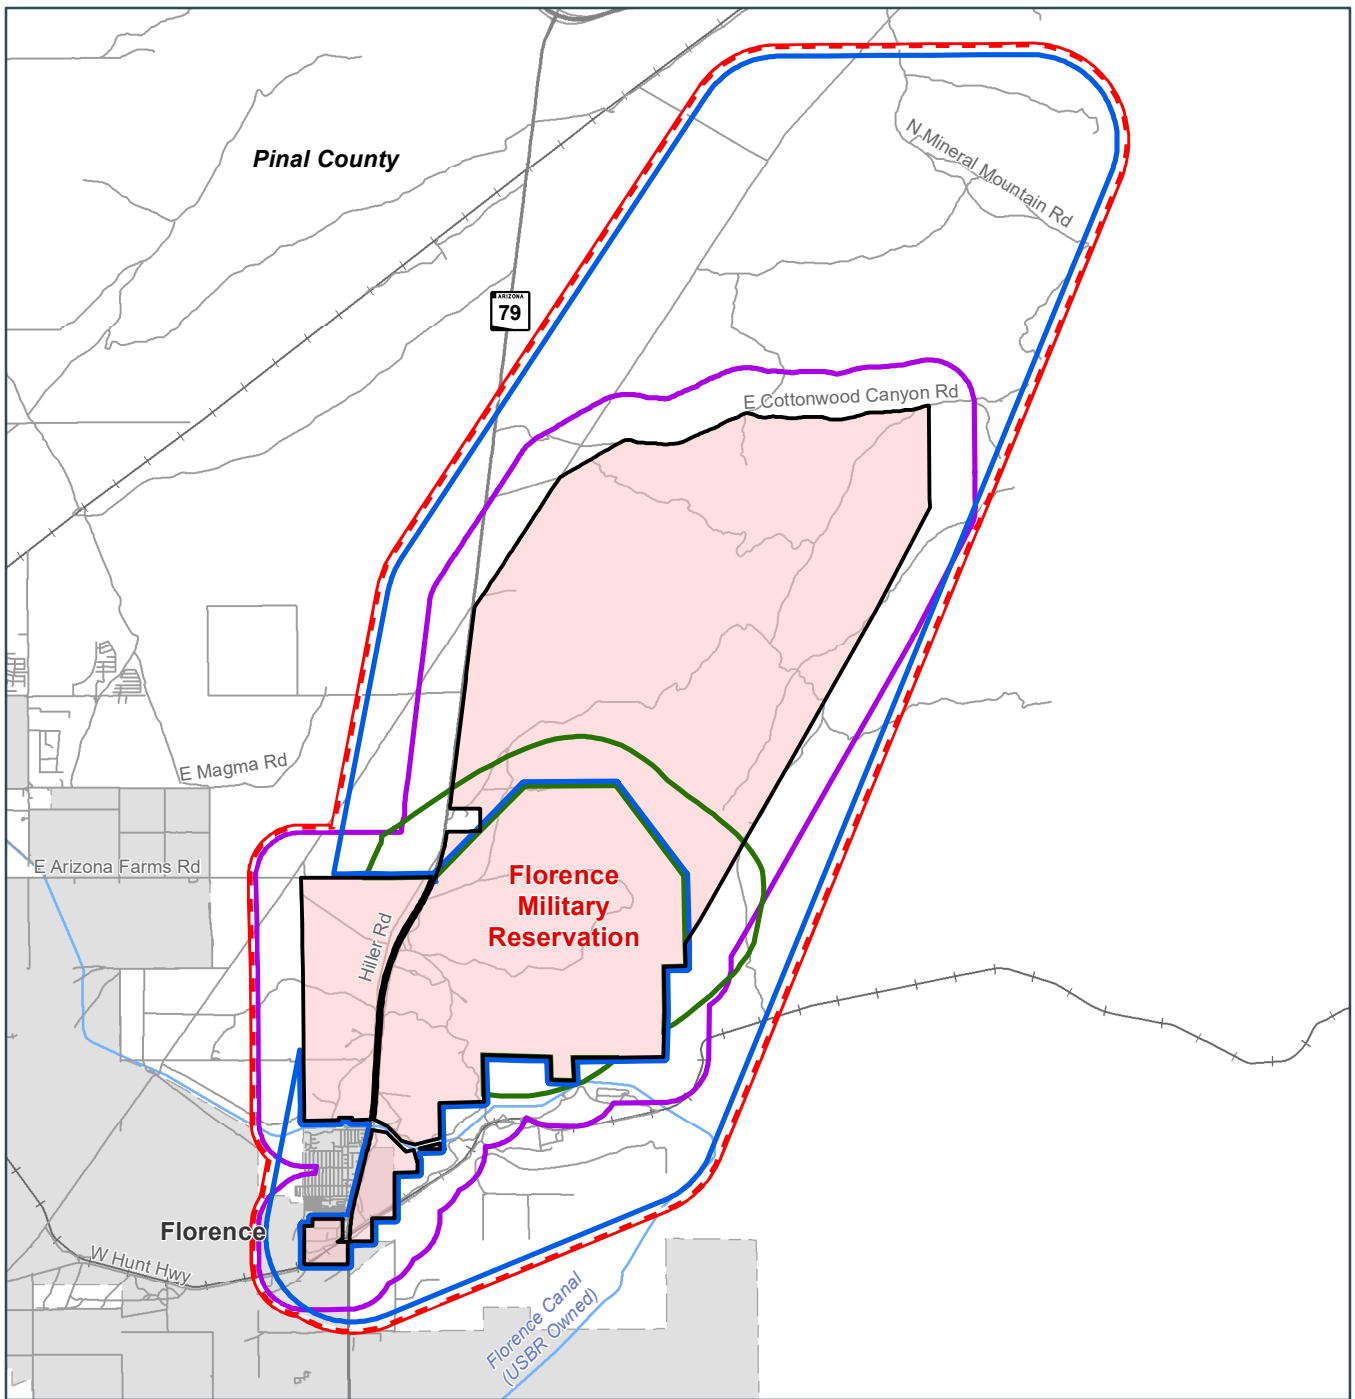 Pinal County
N Mineral Mountain Rd
ARIZONA
79
E Cottonwood Canyon Rd
E Magma Rd
E Arizona Farms Rd
Florence
Military
Reservation
Hiller Rd
Florence
W Hunt Hwy
Florence Canal
(USBR Owned)